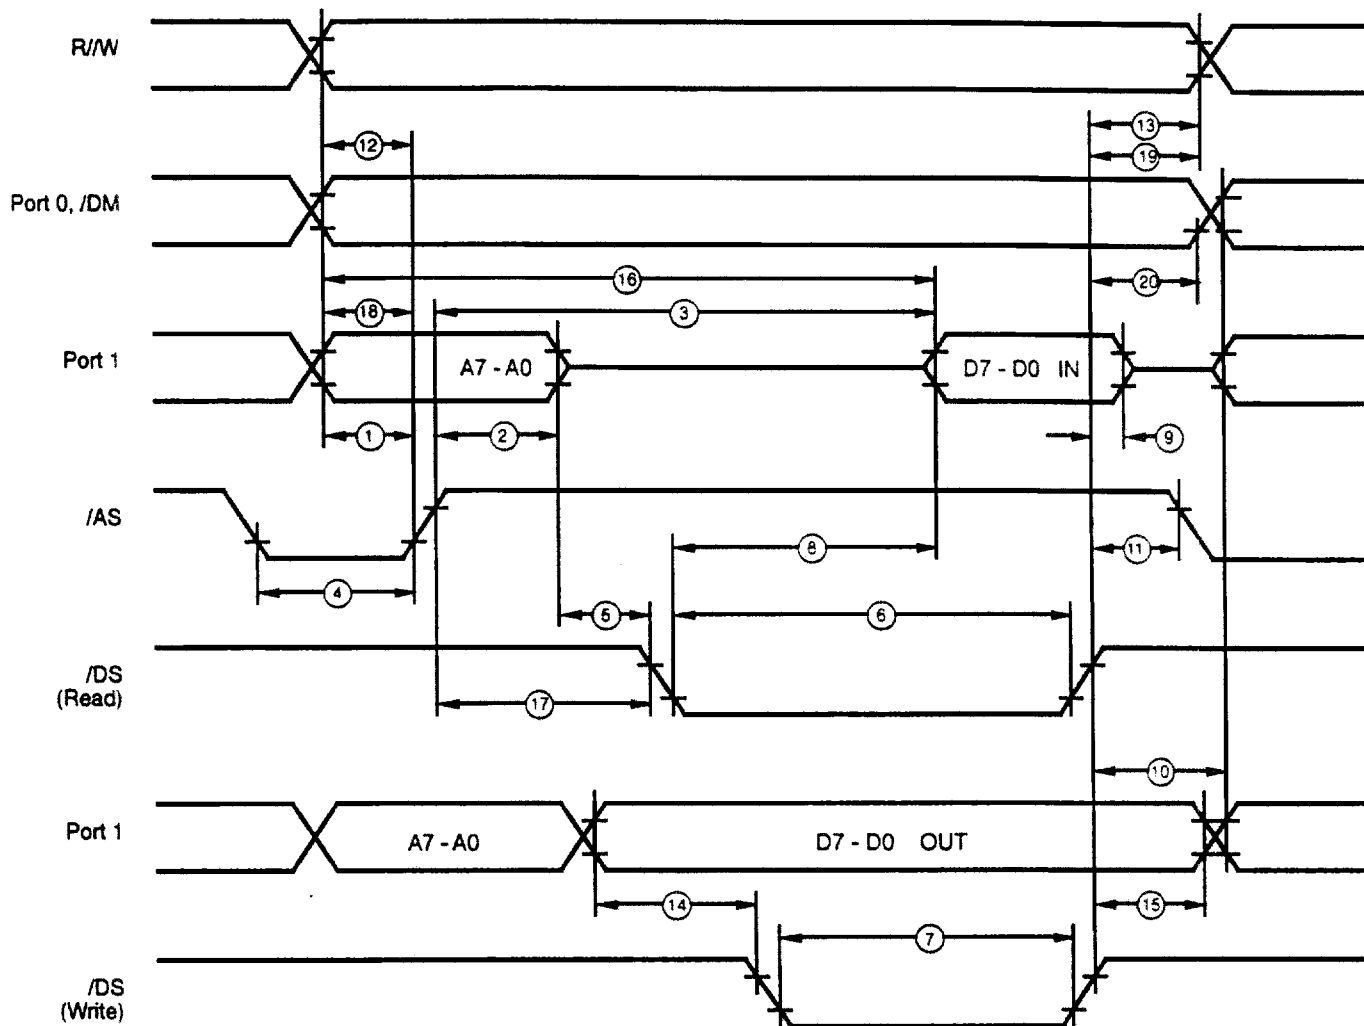 R//W
12
13
19
Port 0, /DM
16
20
18
3
Port 1
A7 - A0
D7 - D0 IN
1
2
9
/AS
8
11
4
5
6
/DS
(Read)
17
10
Port 1
A7 - A0
D7 - D0 OUT
14
15
7
/DS
(Write)